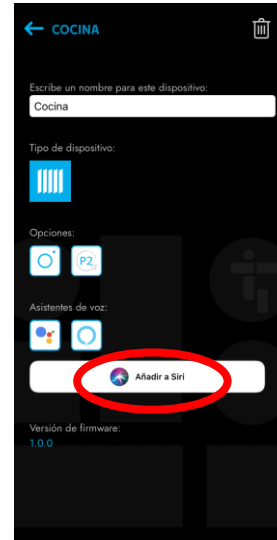 COCINA
Escribe un nombre para este dispositivo:
Cocina
Tipo de dispositivo:
Opciones:
P2
Asistentes de voz:
Añadir a Siri
Versión de firmware:
1.0.0